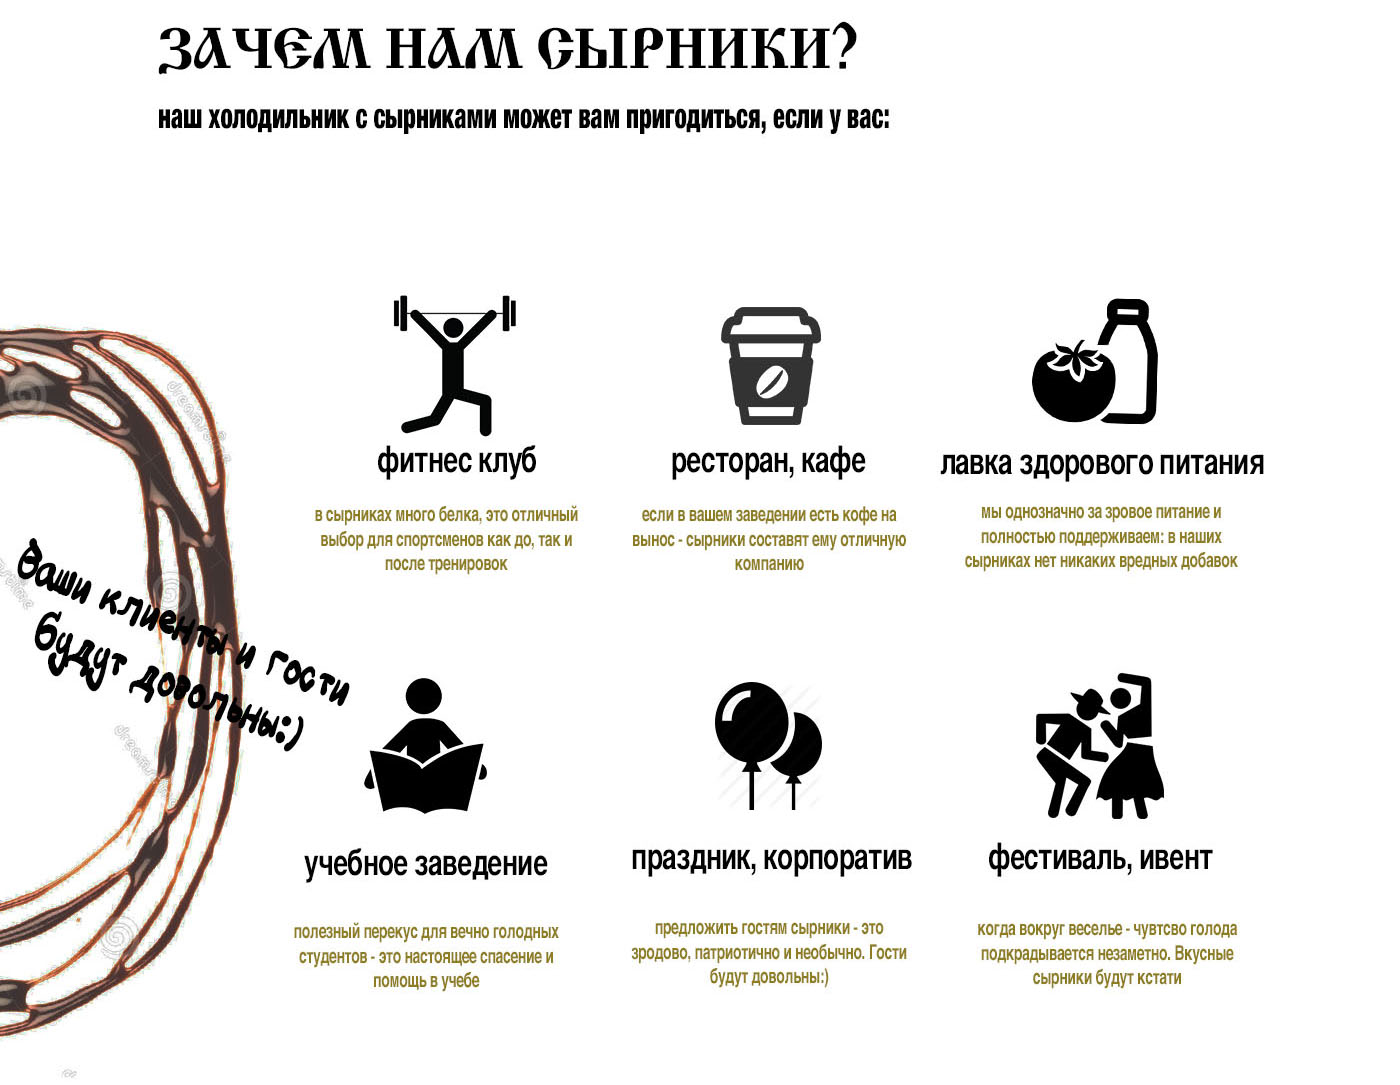 ЗАЧЕМ НАМ СЫРНИКИ?
наш холодильник с сырниками может вам пригодиться, если у вас:
фитнес клуб
в сырниках много белка, это отличный
выбор для спортсменов как до, так и
после тренировок
ресторан, кафе
если в вашем заведении есть кофе на
вынос - сырники составят ему отличную
компанию
лавка здорового питания
мы однозначно за зровое питание и
полностью поддерживаем: в наших
сырниках нет никаких вредных добавок
Ваши клиенты и гости
будут довольны:)
учебное заведение
полезный перекус для вечно голодных
студентов - это настоящее спасение и
помощь в учебе
праздник, корпоратив
предложить гостям сырники - это
зродово, патриотично и необычно. Гости
будут довольны:)
фестиваль, ивент
когда вокруг веселье - чувтсво голода
подкрадывается незаметно. Вкусные
сырники будут кстати